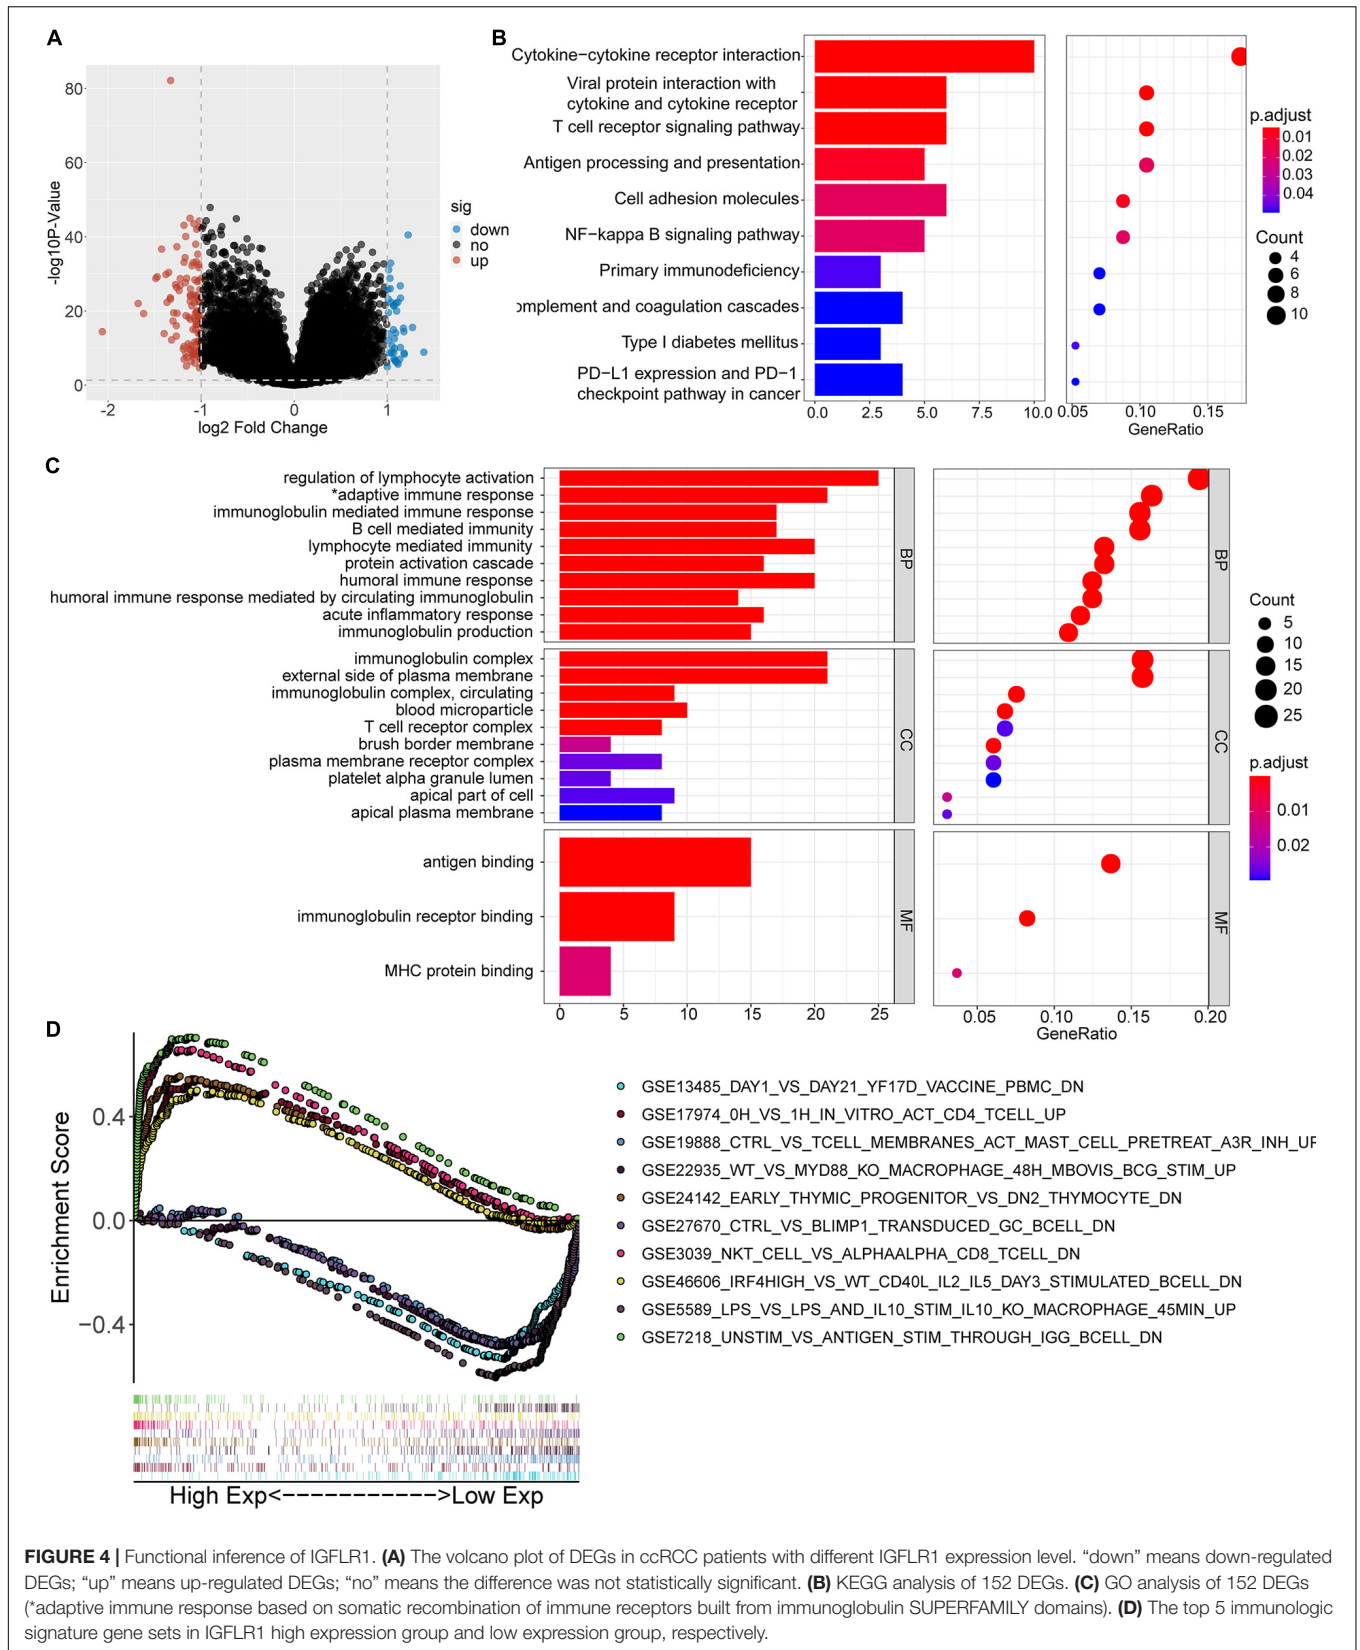 A
-log10P-Value
80
60
40
20
0
-2
-1
0
1
log2 Fold Change
sig
down
no
up
B
Cytokine−cytokine receptor interaction
Viral protein interaction with
cytokine and cytokine receptor
T cell receptor signaling pathway
Antigen processing and presentation
Cell adhesion molecules
NF−kappa B signaling pathway
Primary immunodeficiency
omplement and coagulation cascades
Type I diabetes mellitus
PD−L1 expression and PD−1
checkpoint pathway in cancer
0.0
2.5
5.0
7.5
10.0
0.05
0.10
0.15
GeneRatio
p.adjust
0.01
0.02
0.03
0.04
Count
4
6
8
10
C
regulation of lymphocyte activation
*adaptive immune response
immunoglobulin mediated immune response
B cell mediated immunity
lymphocyte mediated immunity
protein activation cascade
humoral immune response
humoral immune response mediated by circulating immunoglobulin
acute inflammatory response
immunoglobulin production
BP
BP
immunoglobulin complex
external side of plasma membrane
immunoglobulin complex, circulating
blood microparticle
T cell receptor complex
brush border membrane
plasma membrane receptor complex
platelet alpha granule lumen
apical part of cell
apical plasma membrane
CC
CC
antigen binding
immunoglobulin receptor binding
MHC protein binding
MF
MF
0
5
10
15
20
25
0.05
0.10
0.15
0.20
GeneRatio
Count
5
10
15
20
25
p.adjust
0.01
0.02
D
Enrichment Score
0.4
0.0
−0.4
High Exp<----------->Low Exp
GSE13485_DAY1_VS_DAY21_YF17D_VACCINE_PBMC_DN
GSE17974_0H_VS_1H_IN_VITRO_ACT_CD4_TCELL_UP
GSE19888_CTRL_VS_TCELL_MEMBRANES_ACT_MAST_CELL_PRETREAT_A3R_INH_UP
GSE22935_WT_VS_MYD88_KO_MACROPHAGE_48H_MBOVIS_BCG_STIM_UP
GSE24142_EARLY_THYMIC_PROGENITOR_VS_DN2_THYMOCYTE_DN
GSE27670_CTRL_VS_BLIMP1_TRANSDUCED_GC_BCELL_DN
GSE3039_NKT_CELL_VS_ALPHAALPHA_CD8_TCELL_DN
GSE46606_IRF4HIGH_VS_WT_CD40L_IL2_IL5_DAY3_STIMULATED_BCELL_DN
GSE5589_LPS_VS_LPS_AND_IL10_STIM_IL10_KO_MACROPHAGE_45MIN_UP
GSE7218_UNSTIM_VS_ANTIGEN_STIM_THROUGH_IGG_BCELL_DN
FIGURE 4 | Functional inference of IGFLR1. (A) The volcano plot of DEGs in ccRCC patients with different IGFLR1 expression level. “down” means down-regulated
DEGs; “up” means up-regulated DEGs; “no” means the difference was not statistically significant. (B) KEGG analysis of 152 DEGs. (C) GO analysis of 152 DEGs
(*adaptive immune response based on somatic recombination of immune receptors built from immunoglobulin SUPERFAMILY domains). (D) The top 5 immunologic
signature gene sets in IGFLR1 high expression group and low expression group, respectively.